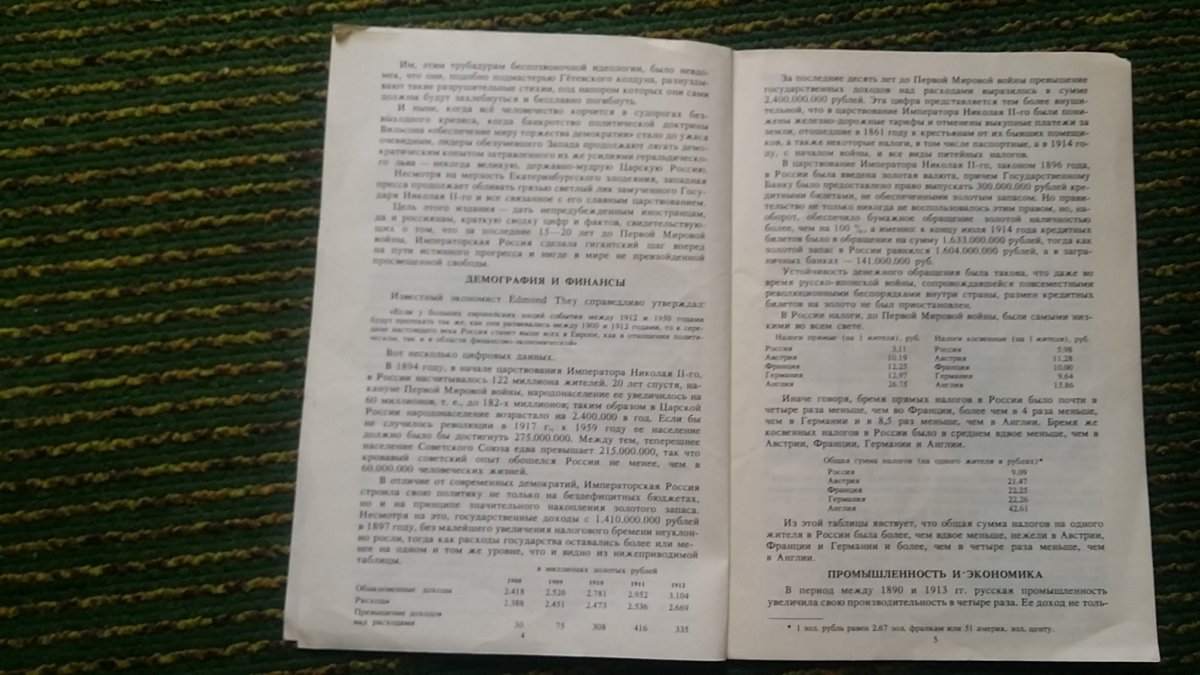 Им, этим трубадурам беспозвоночной идеологии, было невдо-
мек, что они, подобно подмастерью Гётевского колдуна, разнузды-
вают такие разрушительные стихии, под напором которых они сами
должны будут захлебнуться и бесславно погибнуть.
И ныне, когда всё человечество корчится в судорогах без-
выходного кризиса, когда банкротство политической доктрины
Вильсона «обеспечение миру торжества демократии» стало до ужаса
очевидным, лидеры обезумевшего Запада продолжают лягать демо-
кратическим копытом затравленного их же усилиями геральдическо-
го льва — некогда великую, державно-мудрую Царскую Россию.
Несмотря на мерзость Екатеринбургского злодеяния, западная
пресса продолжает обливать грязью светлый лик замученного Госу-
даря Николая II-го и все связанное с его славным царствованием.
Цель этого издания — дать непредубежденным иностранцам,
да и россиянам, краткую сводку цифр и фактов, свидетельствую-
щих о том, что за последние 15—20 лет до Первой Мировой
войны, Императорская Россия сделала гигантский шаг вперед
на пути истинного прогресса и нигде в мире не превзойденной
просвещенной свободы.
ДЕМОГРАФИЯ И ФИНАНСЫ
Известный экономист Edmond They справедливо утверждал:
«Если у больших европейских наций события между 1912 и 1950 годами
будут протекать так же, как они развивались между 1900 и 1912 годами, то к сере-
дине настоящего века Россия станет выше всех в Европе, как в отношении полити-
ческом, так и в области финансово-экономической».
Вот несколько цифровых данных.
В 1894 году, в начале царствования Императора Николая II-го,
в России насчитывалось 122 миллиона жителей. 20 лет спустя, на-
кануне Первой Мировой войны, народонаселение ее увеличилось на
60 миллионов, т. е., до 182-х миллионов; таким образом в Царской
России народонаселение возрастало на 2.400.000 в год. Если бы
не случилось революции в 1917 г., к 1959 году ее население
должно было бы достигнуть 275.000.000. Между тем, теперешнее
население Советского Союза едва превышает 215.000.000, так что
кровавый советский опыт обошелся России не менее, чем в
60.000.000 человеческих жизней.
В отличие от современных демократий, Императорская Россия
строила свою политику не только на бездефицитных бюджетах,
но и на принципе значительного накопления золотого запаса.
Несмотря на это, государственные доходы с 1.410.000.000 рублей
в 1897 году, без малейшего увеличения налогового бремени неуклон-
но росли, тогда как расходы государства оставались более или ме-
нее на одном и том же уровне, что и видно из нижеприводимой
таблицы.
в миллионах золотых рублей
1908 1909 1910 1911 1912
Обыкновенные доходы 2.418 2.526 2.781 2.952 3.104
Расходы 2.388 2.451 2.473 2.536 2.669
Превышение доходов
над расходами 30 75 308 416 335
4
За последние десять лет до Первой Мировой войны превышение
государственных доходов над расходами выразилось в сумме
2.400.000.000 рублей. Эта цифра представляется тем более внуши-
тельной, что в царствование Императора Николая II-го были пони-
жены железно-дорожные тарифы и отменены выкупные платежи за
земли, отошедшие в 1861 году к крестьянам от их бывших помещи-
ков, а также некоторые налоги, в том числе паспортные, а в 1914 го-
ду, с началом войны, и все виды питейных налогов.
В царствование Императора Николая II-го, законом 1896 года,
в России была введена золотая валюта, причем Государственному
Банку было предоставлено право выпускать 300.000.000 рублей кре-
дитными билетами, не обеспеченными золотым запасом. Но прави-
тельство не только никогда не воспользовалось этим правом, но, на-
оборот, обеспечило бумажное обращение золотой наличностью
более, чем на 100 %, а именно: к концу июля 1914 года кредитных
билетов было в обращении на сумму 1.633.000.000 рублей, тогда как
золотой запас в России равнялся 1.604.000.000 рублей, а в загра-
ничных банках — 141.000.000 руб.
Устойчивость денежного обращения была такова, что даже во
время русско-японской войны, сопровождавшейся повсеместными
революционными беспорядками внутри страны, размен кредитных
билетов на золото не был приостановлен.
В России налоги, до Первой Мировой войны, были самыми низ-
кими во всем свете.
Налоги прямые (на 1 жителя), руб. Налоги косвенные (на 1 жителя), руб.
Россия 3.11 Россия 5.98
Австрия 10.19 Австрия 11.28
Франция 12.25 Франция 10.00
Германия 12.97 Германия 9.64
Англия 26.75 Англия 15.86
Иначе говоря, бремя прямых налогов в России было почти в
четыре раза меньше, чем во Франции, более чем в 4 раза меньше,
чем в Германии и в 8,5 раз меньше, чем в Англии. Бремя же
косвенных налогов в России было в среднем вдвое меньше, чем в
Австрии, Франции, Германии и Англии.
Общая сумма налогов (на одного жителя в рублях)*
Россия 9.09
Австрия 21.47
Франция 22.25
Германия 22.26
Англия 42.61
Из этой таблицы явствует, что общая сумма налогов на одного
жителя в России была более, чем вдвое меньше, нежели в Австрии,
Франции и Германии и более, чем в четыре раза меньше, чем
в Англии.
ПРОМЫШЛЕННОСТЬ И ЭКОНОМИКА
В период между 1890 и 1913 гг. русская промышленность
увеличила свою производительность в четыре раза. Ее доход не толь-
* 1 зол. рубль равен 2.67 зол. франкам или 51 америк. зол. центу.
5